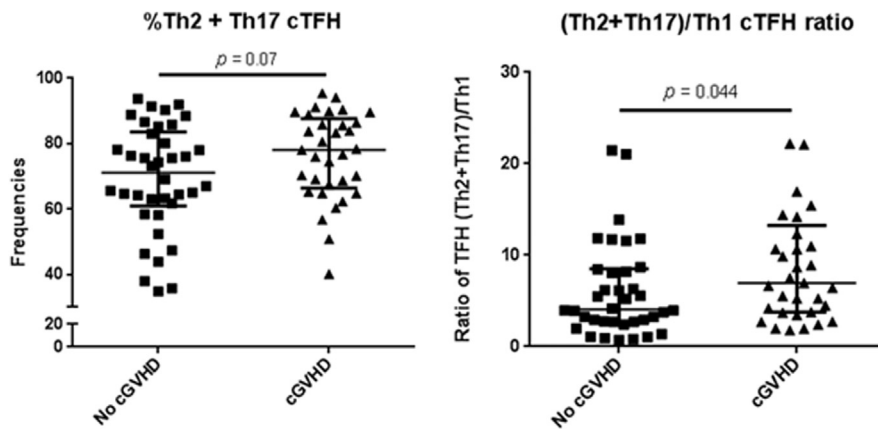 %Th2 + Th17 cTFH
p = 0.07
Frequencies
100
80
60
40
20
0
No cGVHD
cGVHD
(Th2+Th17)/Th1 cTFH ratio
p = 0.044
Ratio of TFH (Th2+Th17)/Th1
30
20
10
0
No cGVHD
cGVHD